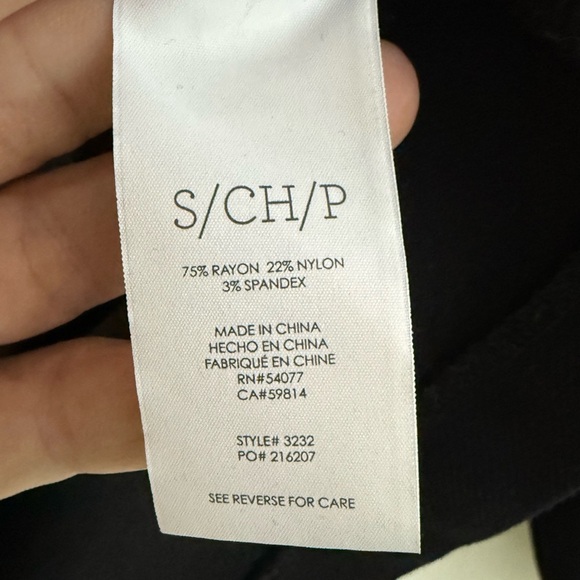 S/CH/P
75% RAYON 22% NYLON
3% SPANDEX
MADE IN CHINA
HECHO EN CHINA
FABRIQUÉ EN CHINE
RN#54077
CA#59814
STYLE# 3232
PO# 216207
SEE REVERSE FOR CARE